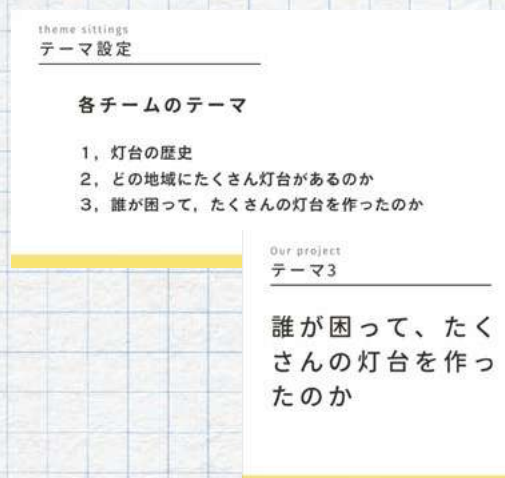 theme sittings
テーマ設定
各チームのテーマ
1，灯台の歴史
2，どの地域にたくさん灯台があるのか
3，誰が困って，たくさんの灯台を作ったのか
Our project
テーマ3
誰が困って、たく
さんの灯台を作っ
たのか